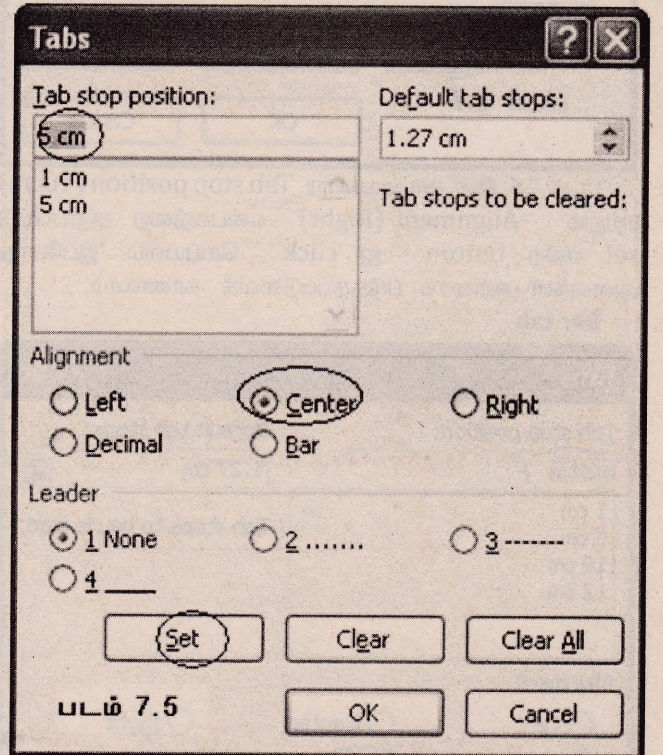 Tabs
Tab stop position:
Default tab stops:
5 cm
1.27 cm
1 cm
5 cm
Tab stops to be cleared:
Alignment
Left
Center
Right
Decimal
Bar
Leader
1 None
2 .......
3 -------
4 ___
Set
Clear
Clear All
படம் 7.5
OK
Cancel